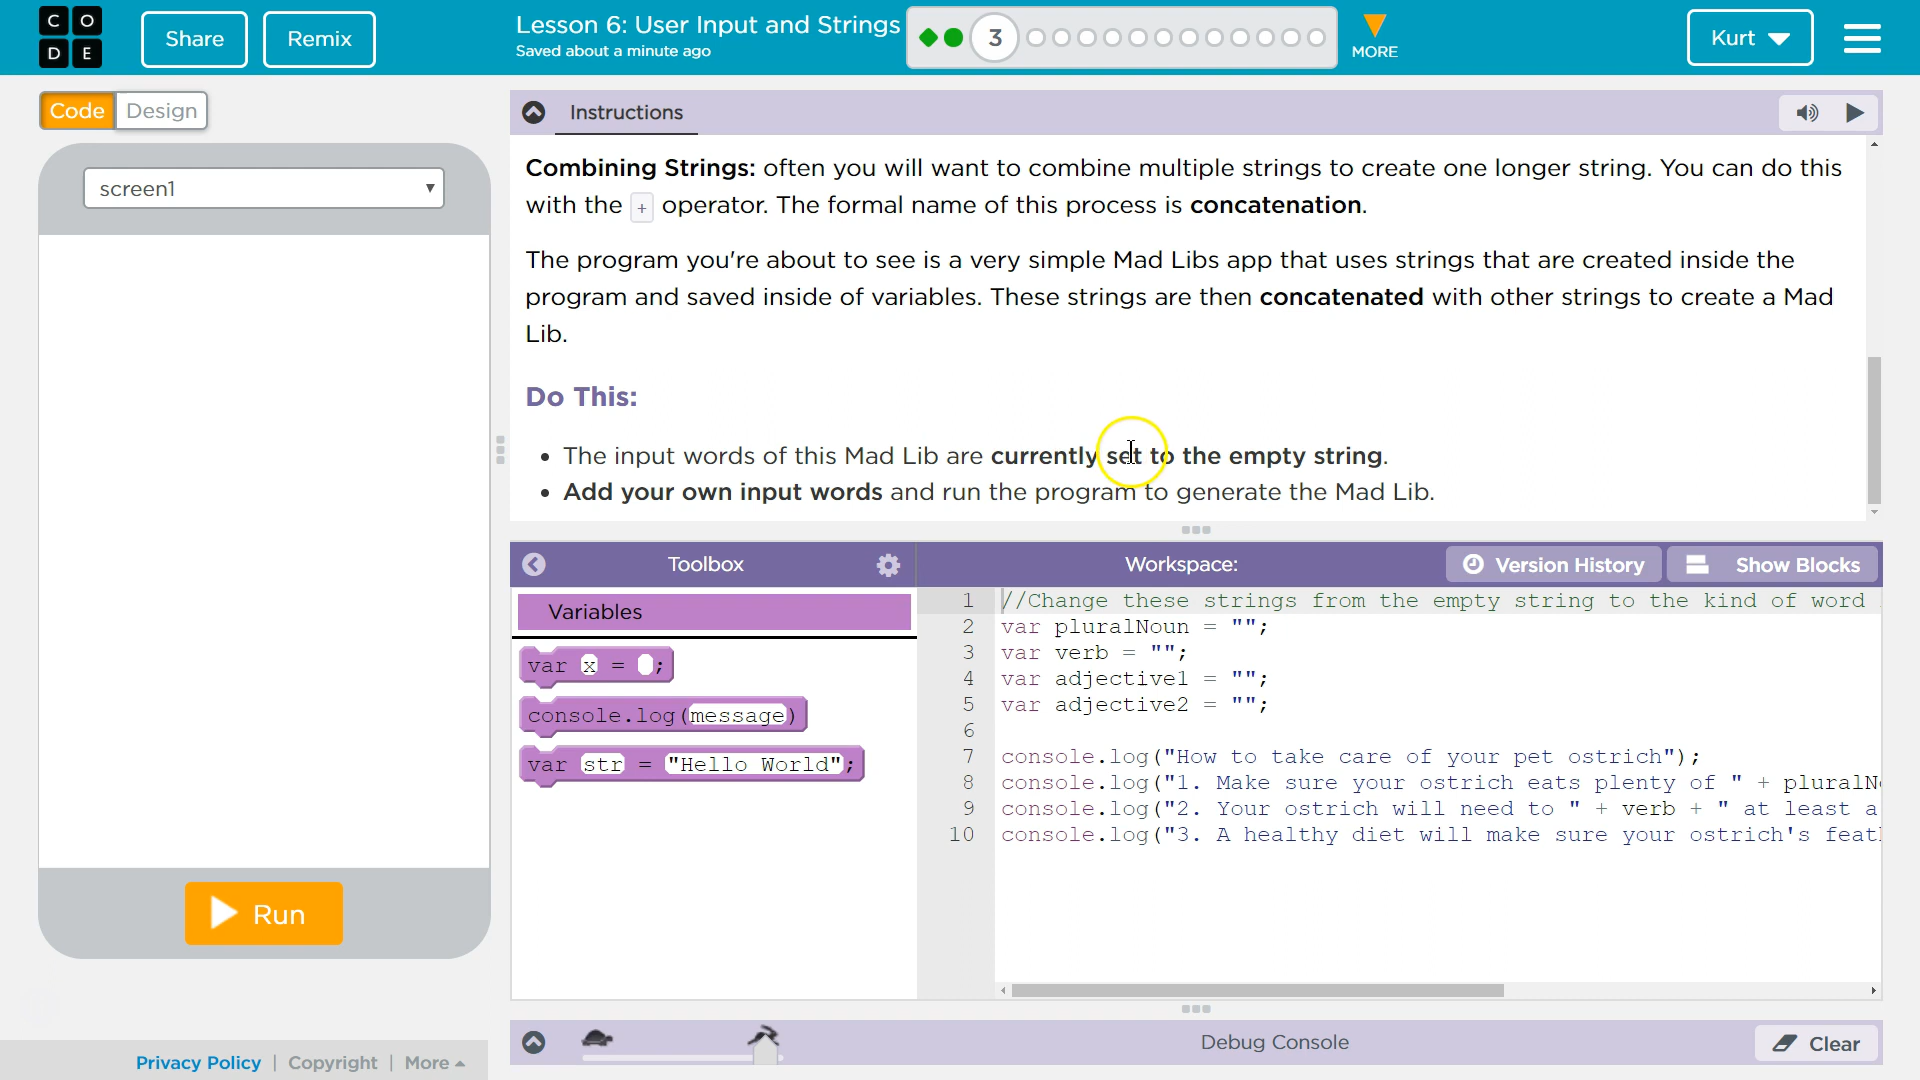 C O
D E
Share
Remix
Lesson 6: User Input and Strings
Saved about a minute ago
3
MORE
Kurt
Code
Design
Instructions
screen1
Combining Strings: often you will want to combine multiple strings to create one longer string. You can do this
with the + operator. The formal name of this process is concatenation.
The program you're about to see is a very simple Mad Libs app that uses strings that are created inside the
program and saved inside of variables. These strings are then concatenated with other strings to create a Mad
Lib.
Do This:
• The input words of this Mad Lib are currently set to the empty string.
• Add your own input words and run the program to generate the Mad Lib.
Toolbox
Workspace:
Version History
Show Blocks
Variables
var x = ;
console.log(message)
var str = "Hello World";
1 //Change these strings from the empty string to the kind of word
2 var pluralNoun = "";
3 var verb = "";
4 var adjective1 = "";
5 var adjective2 = "";
6
7 console.log("How to take care of your pet ostrich");
8 console.log("1. Make sure your ostrich eats plenty of " + pluralN
9 console.log("2. Your ostrich will need to " + verb + " at least a
10 console.log("3. A healthy diet will make sure your ostrich's feat
Run
Debug Console
Clear
Privacy Policy | Copyright | More